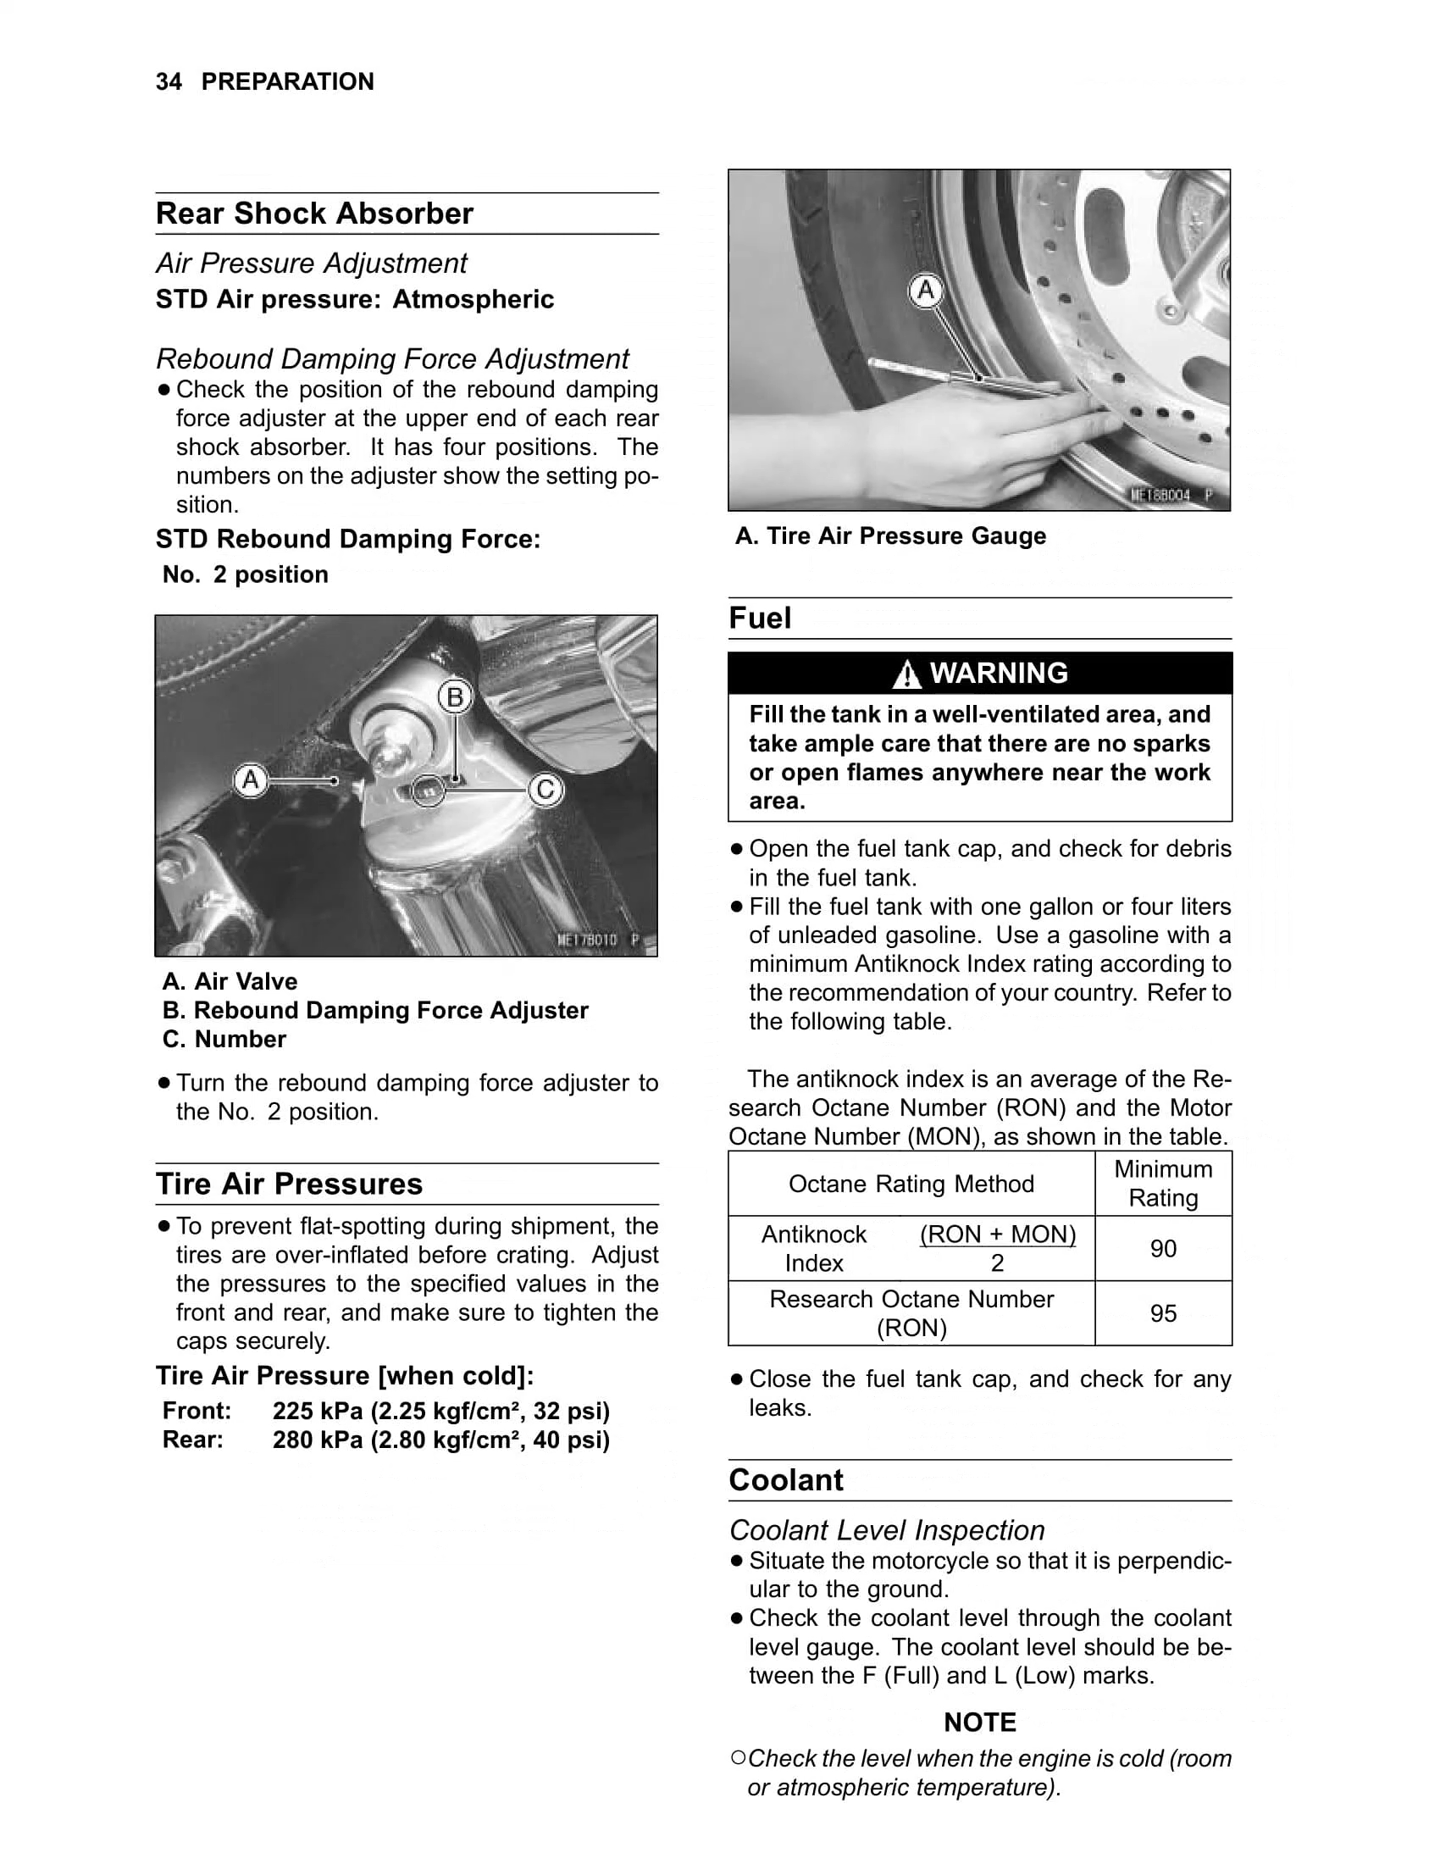 34 PREPARATION
Rear Shock Absorber
Air Pressure Adjustment
STD Air pressure: Atmospheric
Rebound Damping Force Adjustment
● Check the position of the rebound damping
force adjuster at the upper end of each rear
shock absorber. It has four positions. The
numbers on the adjuster show the setting po-
sition.
STD Rebound Damping Force:
No. 2 position
A
B
C
ME17B010 P
A. Air Valve
B. Rebound Damping Force Adjuster
C. Number
● Turn the rebound damping force adjuster to
the No. 2 position.
Tire Air Pressures
● To prevent flat-spotting during shipment, the
tires are over-inflated before crating. Adjust
the pressures to the specified values in the
front and rear, and make sure to tighten the
caps securely.
Tire Air Pressure [when cold]:
Front: 225 kPa (2.25 kgf/cm², 32 psi)
Rear: 280 kPa (2.80 kgf/cm², 40 psi)
A
ME18B004 P
A. Tire Air Pressure Gauge
Fuel
WARNING
Fill the tank in a well-ventilated area, and
take ample care that there are no sparks
or open flames anywhere near the work
area.
● Open the fuel tank cap, and check for debris
in the fuel tank.
● Fill the fuel tank with one gallon or four liters
of unleaded gasoline. Use a gasoline with a
minimum Antiknock Index rating according to
the recommendation of your country. Refer to
the following table.
The antiknock index is an average of the Re-
search Octane Number (RON) and the Motor
Octane Number (MON), as shown in the table.
Octane Rating Method
Minimum
Rating
Antiknock
Index
(RON + MON)
2
90
Research Octane Number
(RON)
95
● Close the fuel tank cap, and check for any
leaks.
Coolant
Coolant Level Inspection
● Situate the motorcycle so that it is perpendic-
ular to the ground.
● Check the coolant level through the coolant
level gauge. The coolant level should be be-
tween the F (Full) and L (Low) marks.
NOTE
○Check the level when the engine is cold (room
or atmospheric temperature).